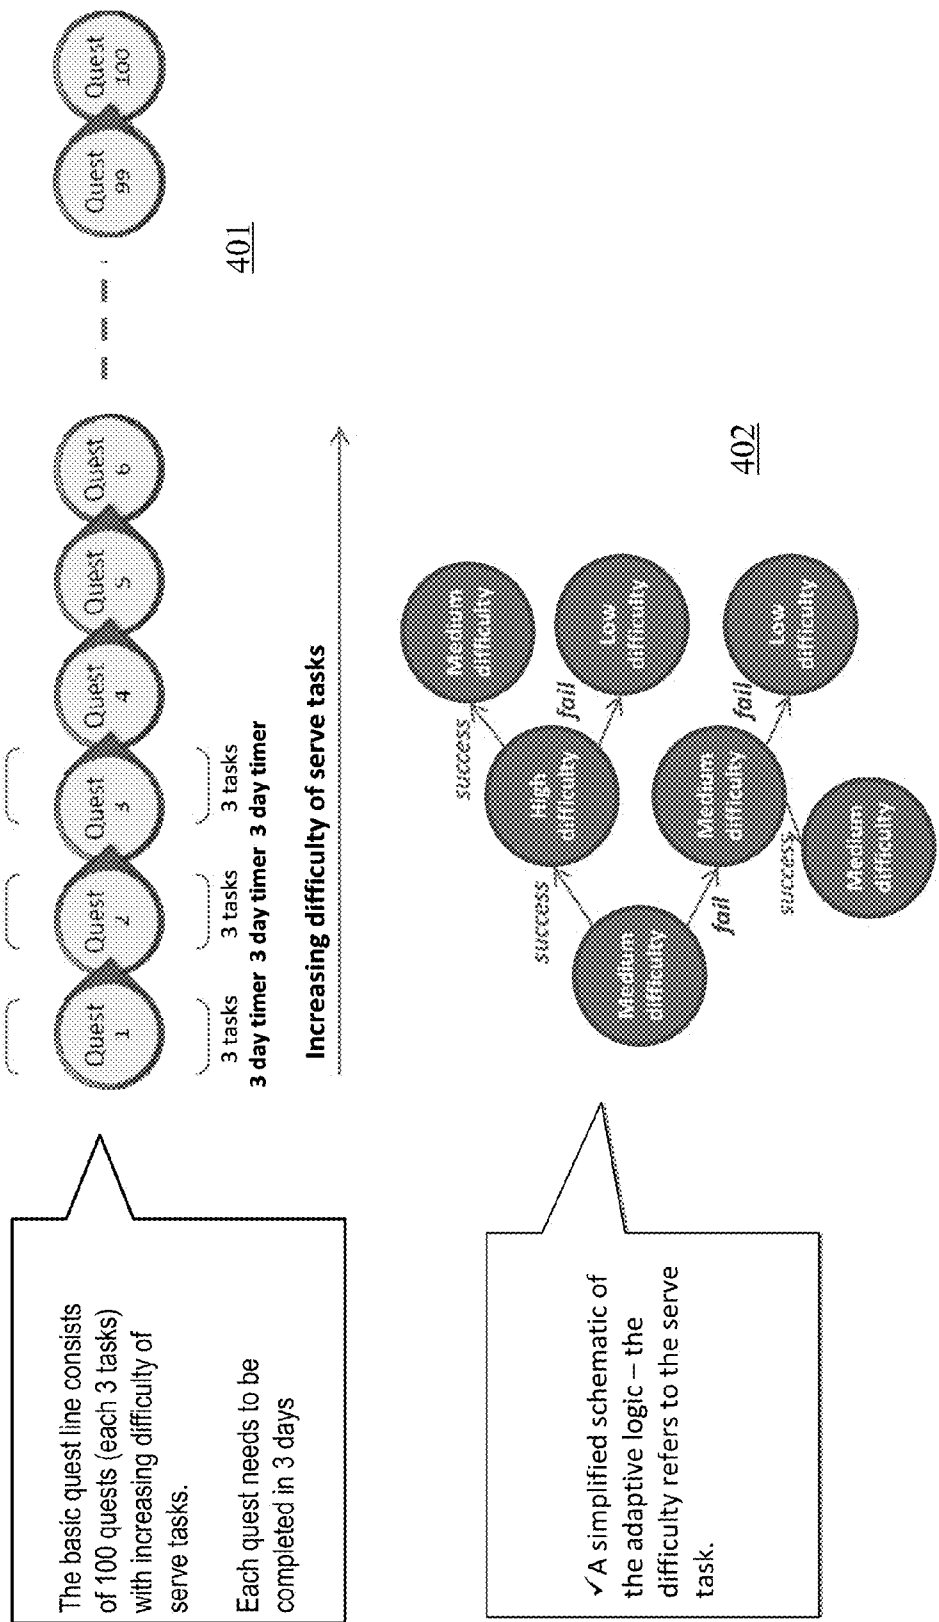 The basic quest line consists
of 100 quests (each 3 tasks)
with increasing difficulty of
serve tasks.
Each quest needs to be
completed in 3 days
Quest
1
Quest
2
Quest
3
Quest
4
Quest
5
Quest
6
Quest
99
Quest
100
3 tasks
3 tasks
3 tasks
3 day timer 3 day timer 3 day timer
401
Increasing difficulty of serve tasks
✓A simplified schematic of
the adaptive logic – the
difficulty refers to the serve
task.
Medium
difficulty
success
fail
High
difficulty
Medium
difficulty
success
fail
success
fail
Medium
difficulty
Low
difficulty
Low
difficulty
Medium
difficulty
402